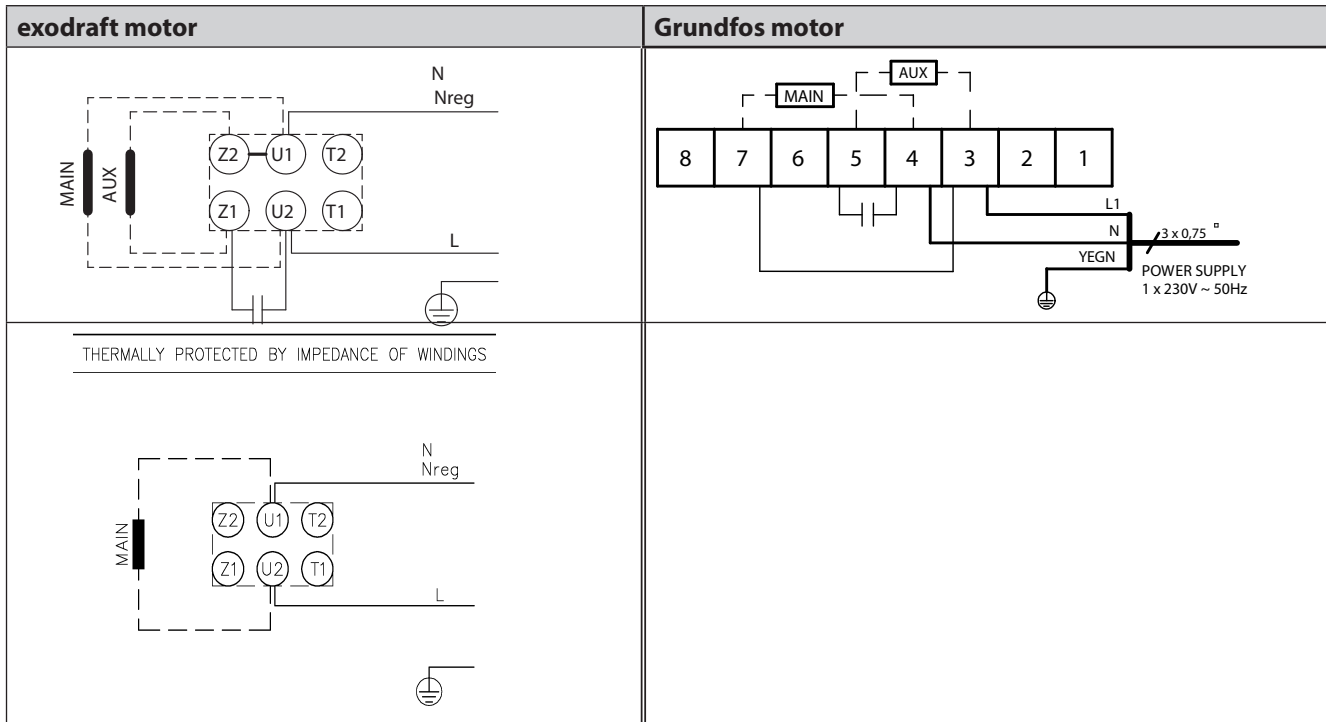 exodraft motor
Grundfos motor
N
Nreg
Z2 U1 T2
MAIN
AUX
Z1 U2 T1
L
AUX
MAIN
8 7 6 5 4 3 2 1
L1
N
3 x 0,75 ¤
YEGN
POWER SUPPLY
1 x 230V ~ 50Hz
THERMALLY PROTECTED BY IMPEDANCE OF WINDINGS
N
Nreg
Z2 U1 T2
MAIN
Z1 U2 T1
L